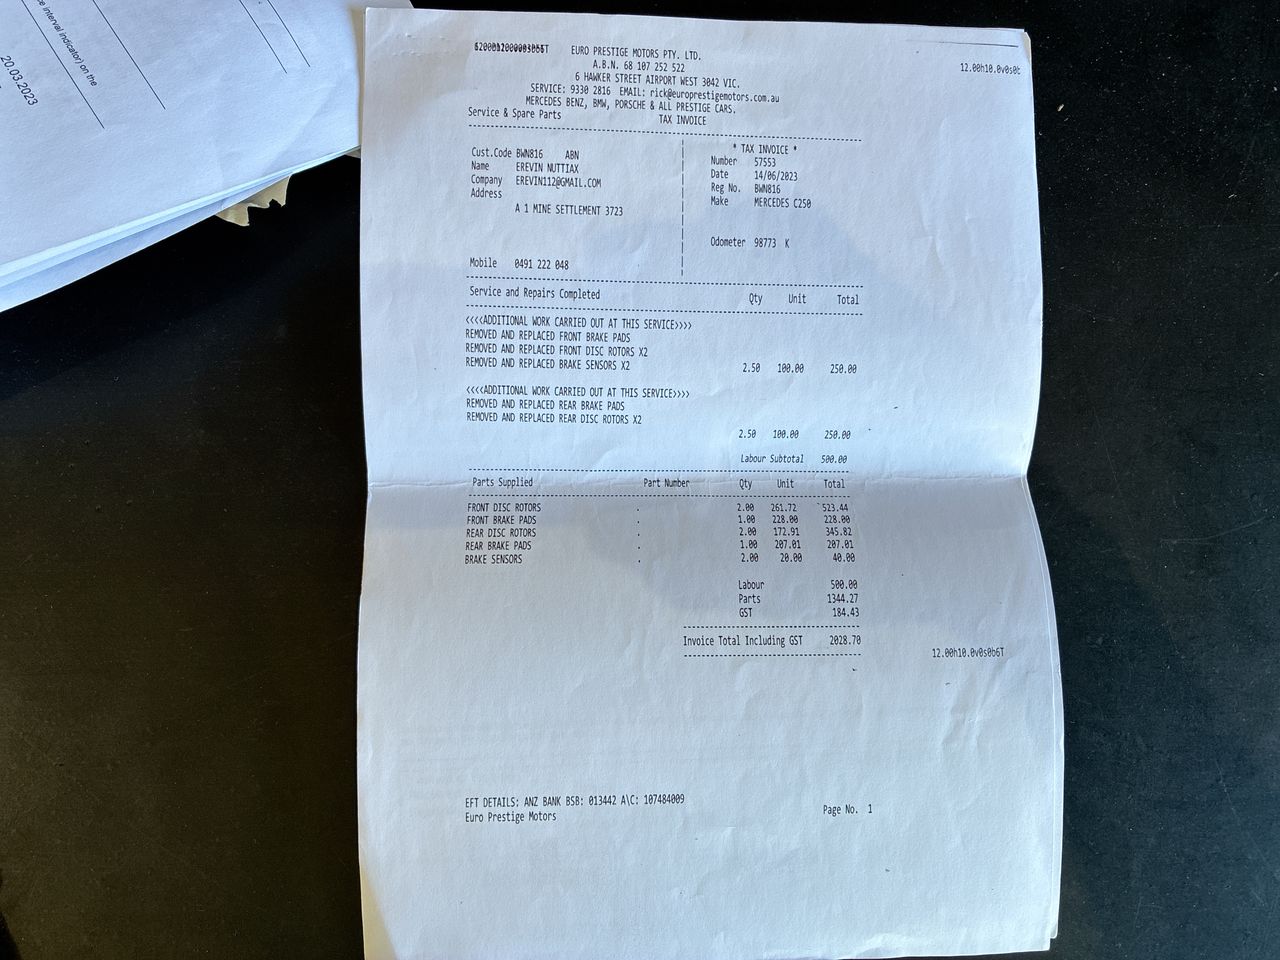 ce interval indicator) on the
20.03.2023
EURO PRESTIGE MOTORS PTY. LTD.
A.B.N. 68 107 252 522
6 HAWKER STREET AIRPORT WEST 3042 VIC.
SERVICE: 9330 2816 EMAIL: rick@europrestigemotors.com.au
MERCEDES BENZ, BMW, PORSCHE & ALL PRESTIGE CARS.
Service & Spare Parts TAX INVOICE
12.00h10.0v0s0b
Cust.Code BWN816 ABN
Name EREVIN NUTTIAX
Company EREVIN112@GMAIL.COM
Address
A 1 MINE SETTLEMENT 3723
Mobile 0491 222 048
* TAX INVOICE *
Number 57553
Date 14/06/2023
Reg No. BWN816
Make MERCEDES C250
Odometer 98773 K
Service and Repairs Completed Qty Unit Total
<<<<ADDITIONAL WORK CARRIED OUT AT THIS SERVICE>>>>
REMOVED AND REPLACED FRONT BRAKE PADS
REMOVED AND REPLACED FRONT DISC ROTORS X2
REMOVED AND REPLACED BRAKE SENSORS X2 2.50 100.00 250.00
<<<<ADDITIONAL WORK CARRIED OUT AT THIS SERVICE>>>>
REMOVED AND REPLACED REAR BRAKE PADS
REMOVED AND REPLACED REAR DISC ROTORS X2
2.50 100.00 250.00
Labour Subtotal 500.00
Parts Supplied Part Number Qty Unit Total
FRONT DISC ROTORS . 2.00 261.72 523.44
FRONT BRAKE PADS . 1.00 228.00 228.00
REAR DISC ROTORS . 2.00 172.91 345.82
REAR BRAKE PADS . 1.00 207.01 207.01
BRAKE SENSORS . 2.00 20.00 40.00
Labour 500.00
Parts 1344.27
GST 184.43
Invoice Total Including GST 2028.70
12.00h10.0v0s0b6T
EFT DETAILS: ANZ BANK BSB: 013442 A\C: 107484009
Euro Prestige Motors
Page No. 1